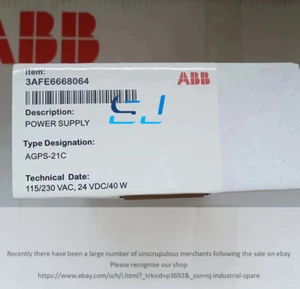 ABB
Item:
3AFE6668064
ABB
SJ
Description:
POWER SUPPLY
Type Designation:
AGPS-21C
Technical Date:
115/230 VAC, 24 VDC/40 W
Recently there have been a large number of unscrupulous merchants following the sale on ebay
Please recognise our shop
https://www.ebay.com/sch/i.html?_trksid=p3692&_ssn=sj-industrial-spare